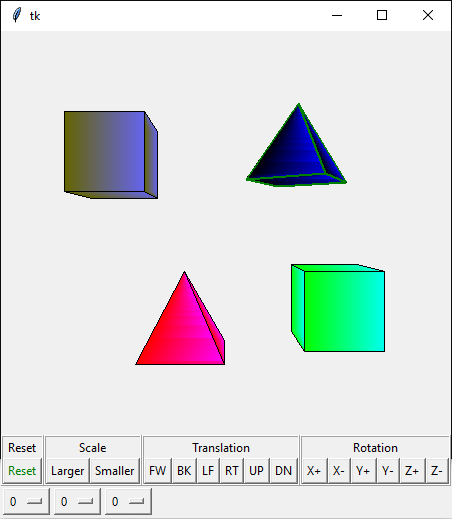 tk
Reset Scale Translation Rotation
Reset Larger Smaller FW BK LF RT UP DN X+ X- Y+ Y- Z+ Z-
0 0 0